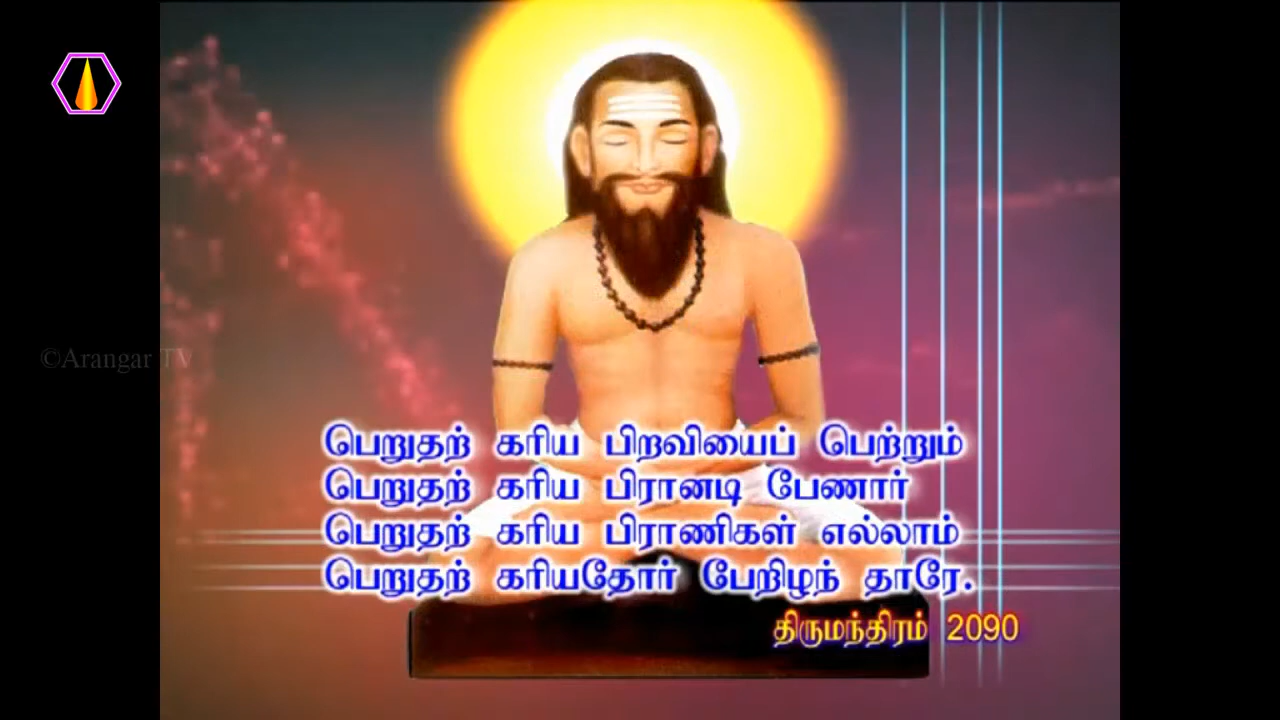 ©Arangar TV
பெறுதற் கரிய பிறவியைப் பெற்றும்
பெறுதற் கரிய பிரானடி பேணார்
பெறுதற் கரிய பிராணிகள் எல்லாம்
பெறுதற் கரியதோர் பேறிழந் தாரே.
திருமந்திரம் 2090